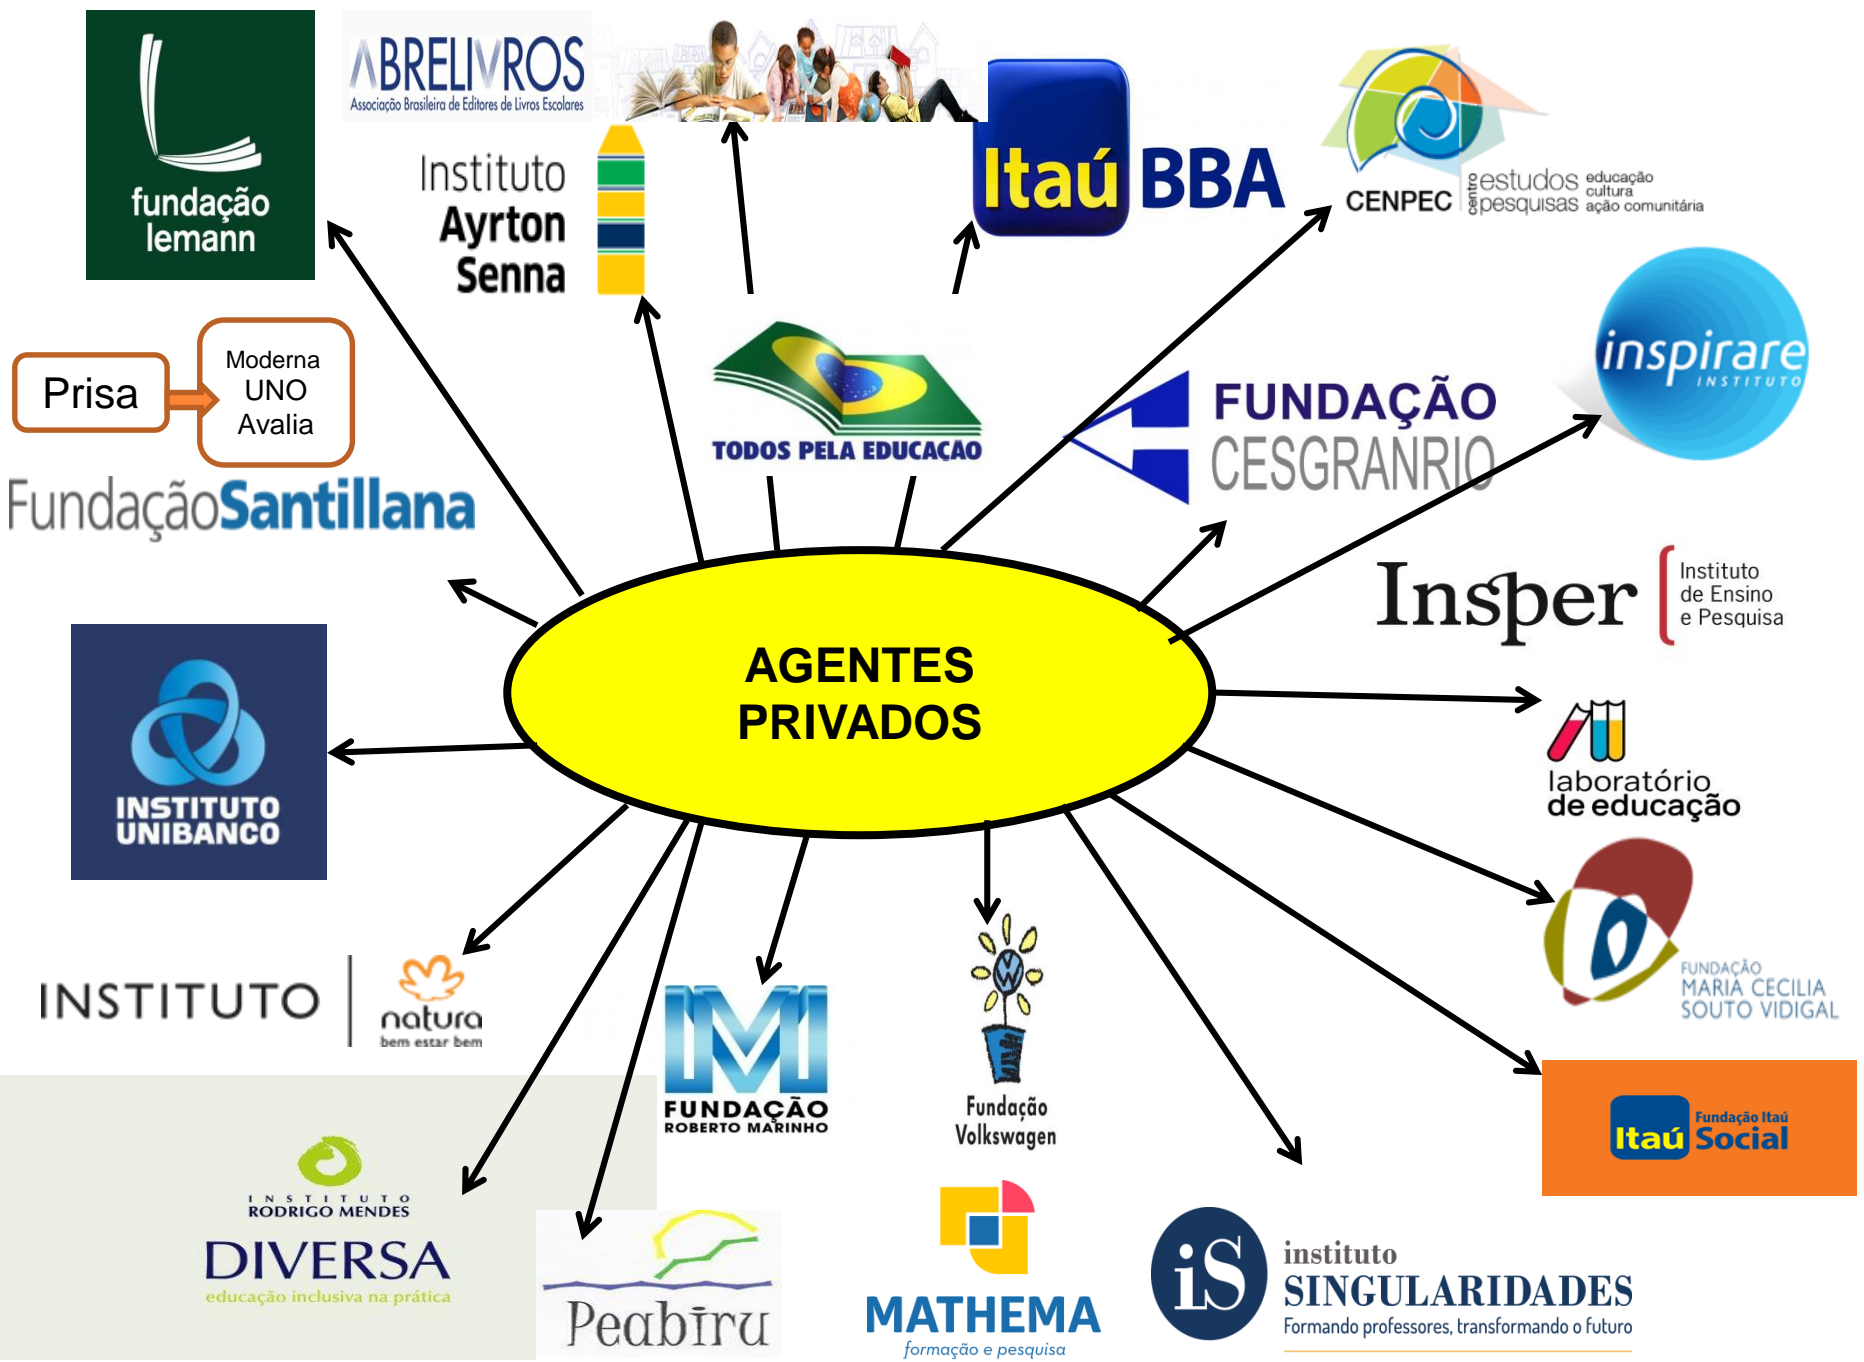 fundação
lemann
ABRELIVROS
Associação Brasileira de Editores de Livros Escolares
Instituto
Ayrton
Senna
Itaú BBA
CENPEC
centro
estudos
pesquisas
educação
cultura
ação comunitária
inspirare
INSTITUTO
Prisa
Moderna
UNO
Avalia
FundaçãoSantillana
TODOS PELA EDUCAÇÃO
FUNDAÇÃO
CESGRANRIO
Insper
Instituto
de Ensino
e Pesquisa
AGENTES
PRIVADOS
INSTITUTO
UNIBANCO
laboratório
de educação
FUNDAÇÃO
MARIA CECILIA
SOUTO VIDIGAL
INSTITUTO
natura
bem estar bem
FUNDAÇÃO
ROBERTO MARINHO
VW
Fundação
Volkswagen
Itaú
Fundação Itaú
Social
INSTITUTO
RODRIGO MENDES
DIVERSA
educação inclusiva na prática
Peabiru
MATHEMA
formação e pesquisa
iS
instituto
SINGULARIDADES
Formando professores, transformando o futuro